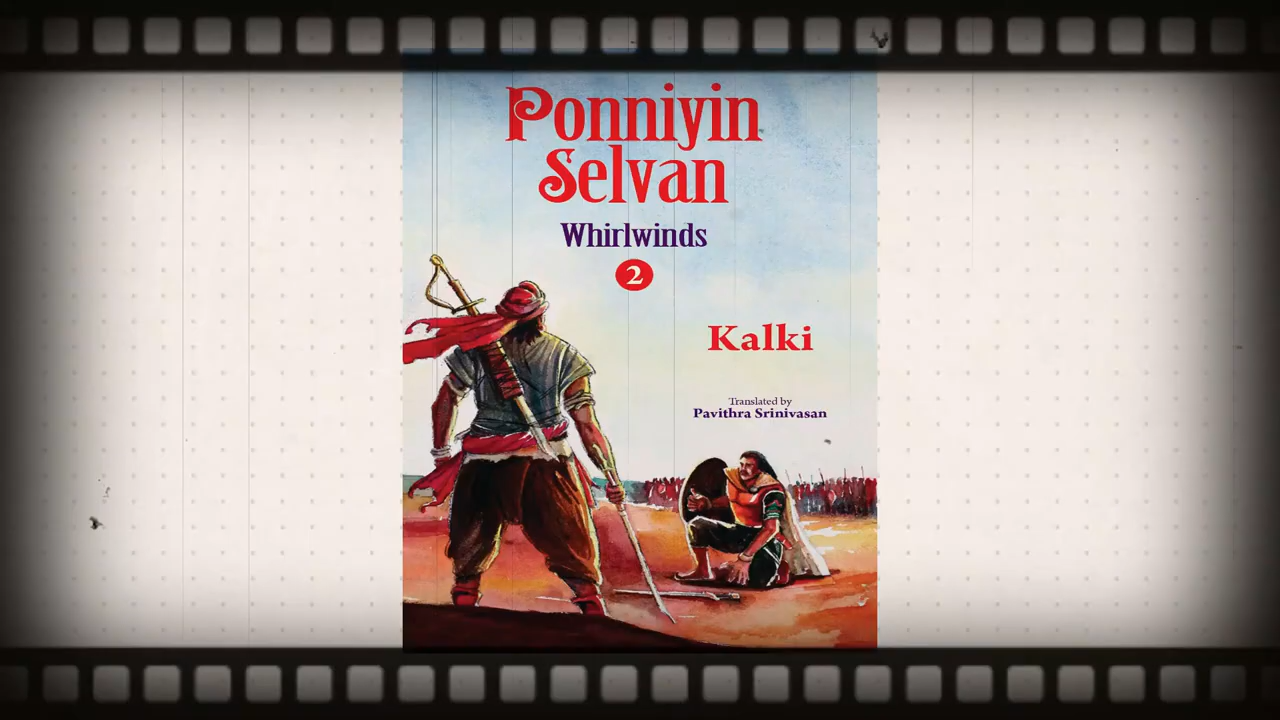 Ponniyin
Selvan
Whirlwinds
2
Kalki
Translated by
Pavithra Srinivasan